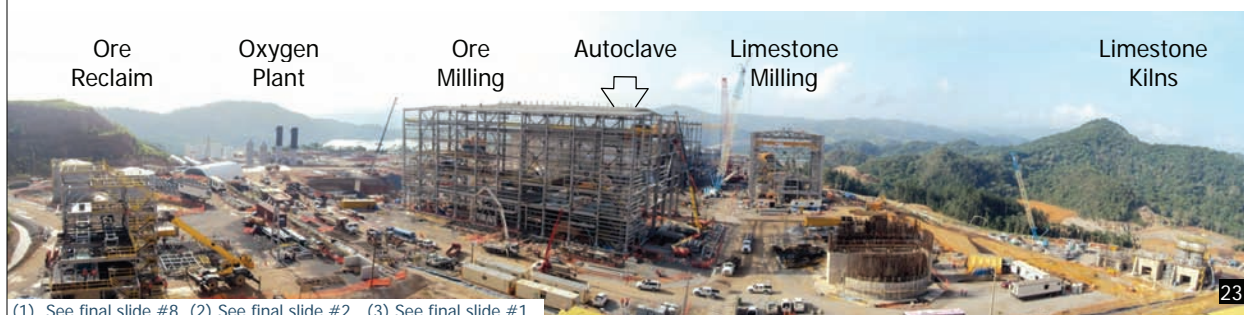 Ore
Reclaim
Oxygen
Plant
Ore
Milling
Autoclave
Limestone
Milling
Limestone
Kilns
23
(1) See final slide #8 (2) See final slide #2 (3) See final slide #1